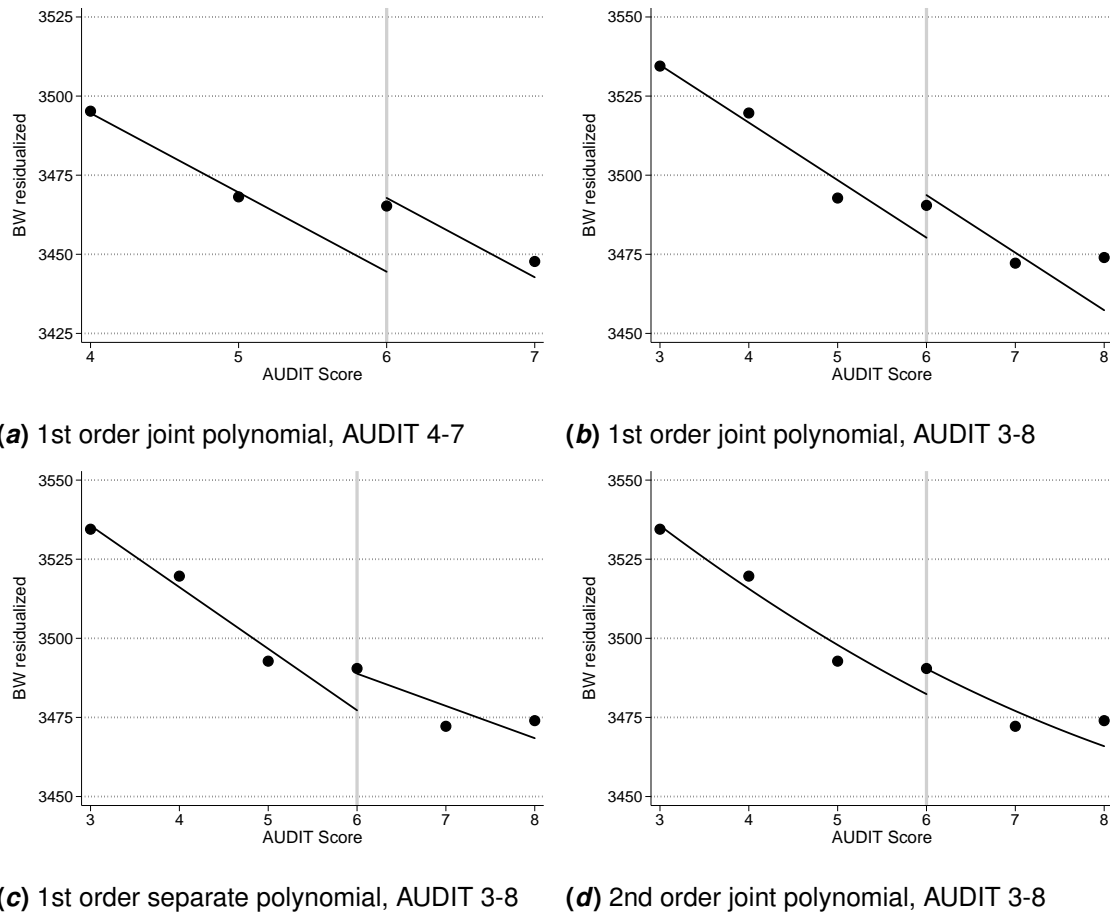 3525
3500
3475
3450
3425
BW residualized
4 5 6 7
AUDIT Score
3550
3525
3500
3475
3450
BW residualized
3 4 5 6 7 8
AUDIT Score
(a) 1st order joint polynomial, AUDIT 4-7
(b) 1st order joint polynomial, AUDIT 3-8
3550
3525
3500
3475
3450
BW residualized
3 4 5 6 7 8
AUDIT Score
3550
3525
3500
3475
3450
BW residualized
3 4 5 6 7 8
AUDIT Score
(c) 1st order separate polynomial, AUDIT 3-8
(d) 2nd order joint polynomial, AUDIT 3-8